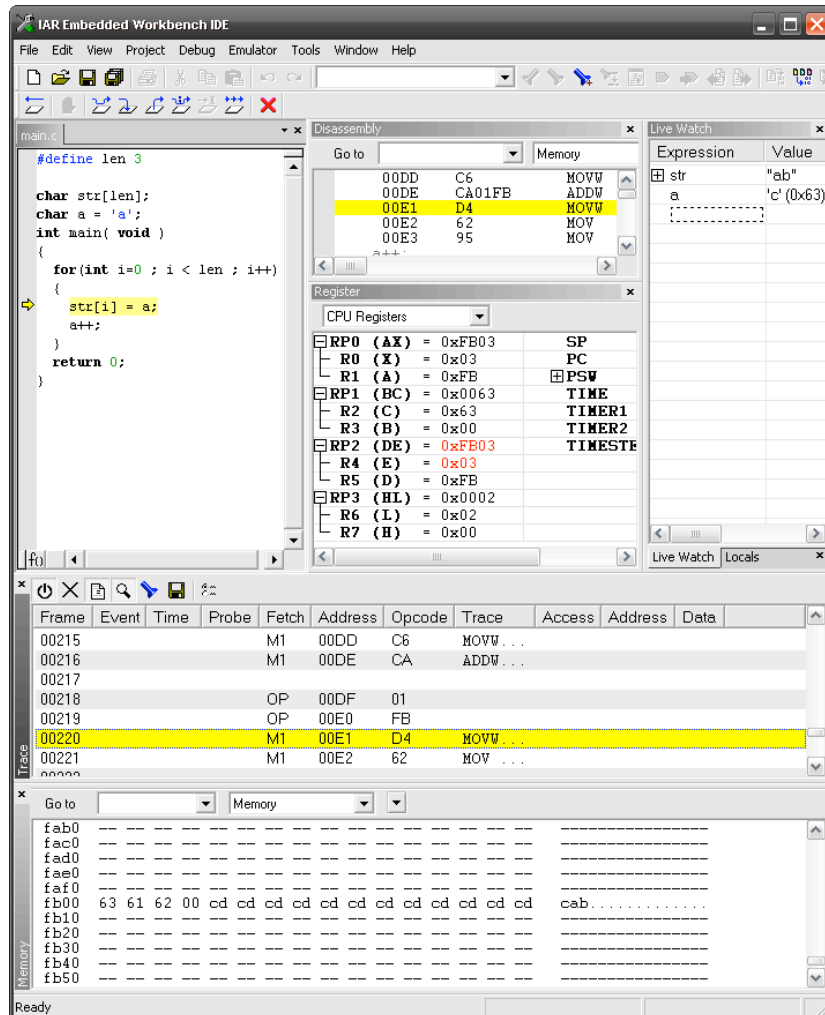 IAR Embedded Workbench IDE
File Edit View Project Debug Emulator Tools Window Help
main.c
#define len 3
char str[len];
char a = 'a';
int main( void )
{
for(int i=0 ; i < len ; i++)
{
str[i] = a;
a++;
}
return 0;
}
f()
Disassembly
Go to Memory
00DD C6 MOVW
00DE CA01FB ADDW
00E1 D4 MOVW
00E2 62 MOV
00E3 95 MOV
a++;
Register
CPU Registers
RP0 (AX) = 0xFB03 SP
R0 (X) = 0x03 PC
R1 (A) = 0xFB PSW
RP1 (BC) = 0x0063 TIME
R2 (C) = 0x63 TIMER1
R3 (B) = 0x00 TIMER2
RP2 (DE) = 0xFB03 TIMESTE
R4 (E) = 0x03
R5 (D) = 0xFB
RP3 (HL) = 0x0002
R6 (L) = 0x02
R7 (H) = 0x00
Live Watch
Expression Value
str "ab"
a 'c' (0x63)
Live Watch Locals
Trace
Frame Event Time Probe Fetch Address Opcode Trace Access Address Data
00215 M1 00DD C6 MOVW...
00216 M1 00DE CA ADDW...
00217
00218 OP 00DF 01
00219 OP 00E0 FB
00220 M1 00E1 D4 MOVW...
00221 M1 00E2 62 MOV ...
Memory
Go to Memory
fab0 -- -- -- -- -- -- -- -- -- -- -- -- -- -- -- -- ----------------
fac0 -- -- -- -- -- -- -- -- -- -- -- -- -- -- -- -- ----------------
fad0 -- -- -- -- -- -- -- -- -- -- -- -- -- -- -- -- ----------------
fae0 -- -- -- -- -- -- -- -- -- -- -- -- -- -- -- -- ----------------
faf0 -- -- -- -- -- -- -- -- -- -- -- -- -- -- -- -- ----------------
fb00 63 61 62 00 cd cd cd cd cd cd cd cd cd cd cd cd cab.............
fb10 -- -- -- -- -- -- -- -- -- -- -- -- -- -- -- -- ----------------
fb20 -- -- -- -- -- -- -- -- -- -- -- -- -- -- -- -- ----------------
fb30 -- -- -- -- -- -- -- -- -- -- -- -- -- -- -- -- ----------------
fb40 -- -- -- -- -- -- -- -- -- -- -- -- -- -- -- -- ----------------
fb50 -- -- -- -- -- -- -- -- -- -- -- -- -- -- -- -- ----------------
Ready